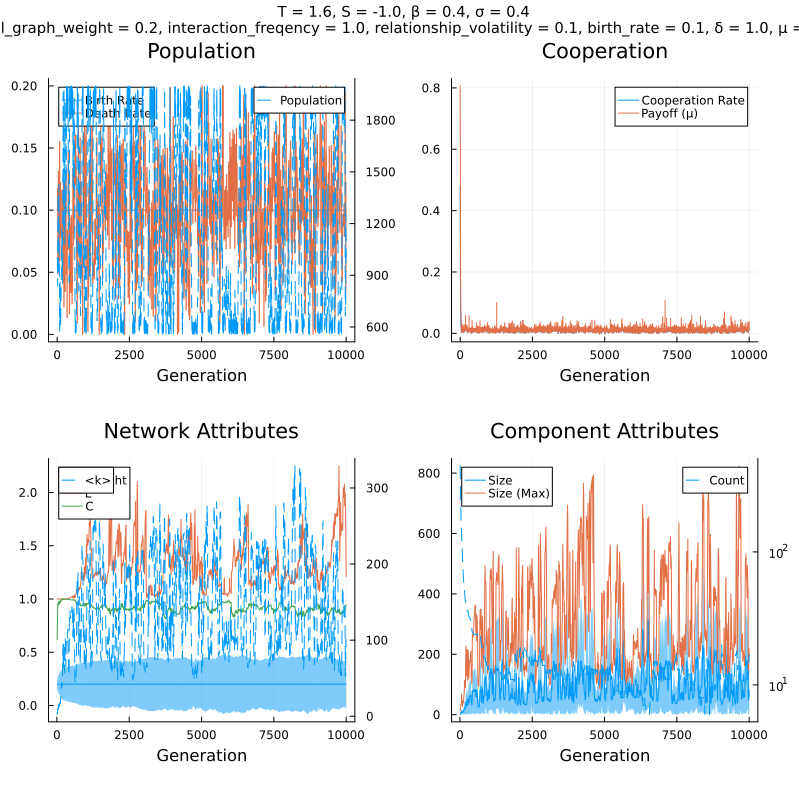 T = 1.6, S = -1.0, β = 0.4, σ = 0.4
l_graph_weight = 0.2, interaction_freqency = 1.0, relationship_volatility = 0.1, birth_rate = 0.1, δ = 1.0, μ =
Population
Cooperation
0.20
0.15
0.10
0.05
0.00
Birth Rate
Death Rate
Population
1800
1500
1200
900
600
0
2500
5000
7500
10000
Generation
0.8
0.6
0.4
0.2
0.0
Cooperation Rate
Payoff (μ)
0
2500
5000
7500
10000
Generation
Network Attributes
Component Attributes
2.0
1.5
1.0
0.5
0.0
<k>
ht
L
C
300
200
100
0
0
2500
5000
7500
10000
Generation
800
600
400
200
0
Size
Size (Max)
Count
10²
10¹
0
2500
5000
7500
10000
Generation